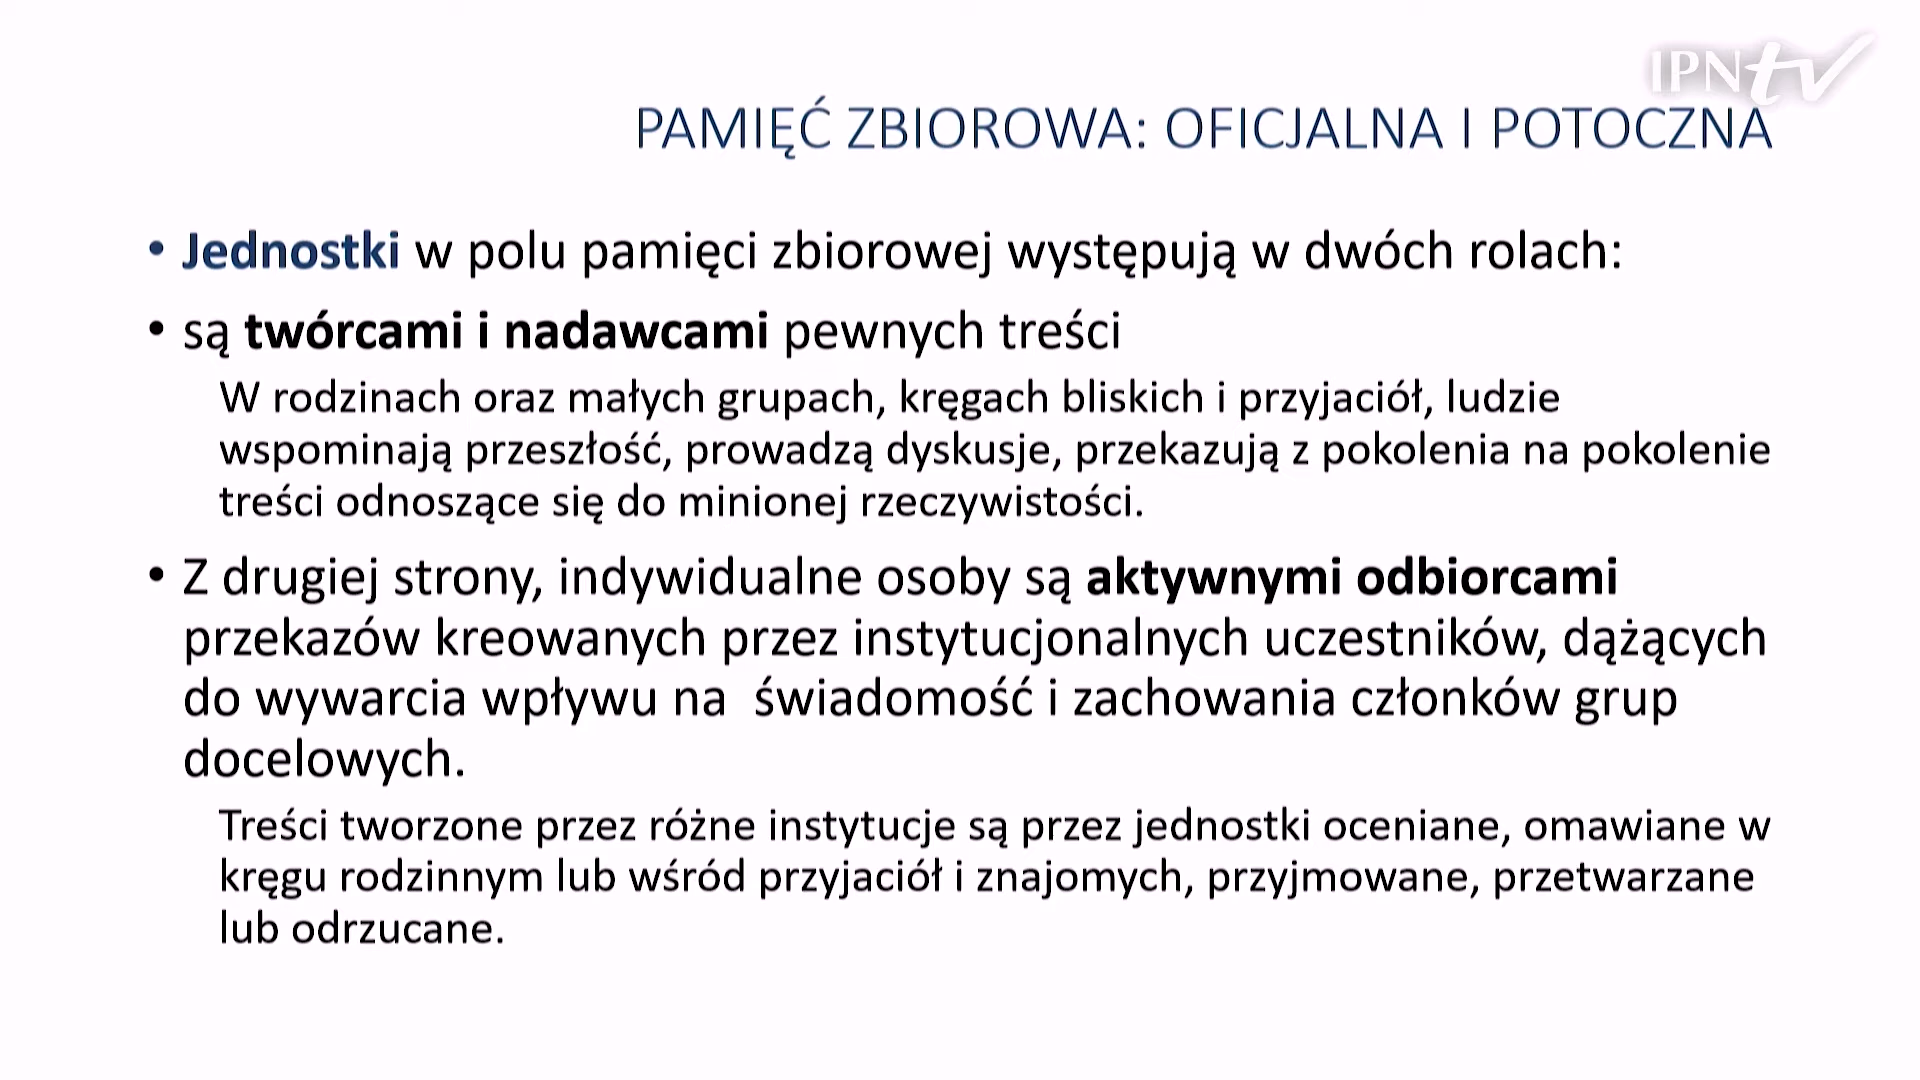 IPNtv
PAMIĘĆ ZBIOROWA: OFICJALNA I POTOCZNA
• Jednostki w polu pamięci zbiorowej występują w dwóch rolach:
• są twórcami i nadawcami pewnych treści
W rodzinach oraz małych grupach, kręgach bliskich i przyjaciół, ludzie
wspominają przeszłość, prowadzą dyskusje, przekazują z pokolenia na pokolenie
treści odnoszące się do minionej rzeczywistości.
• Z drugiej strony, indywidualne osoby są aktywnymi odbiorcami
przekazów kreowanych przez instytucjonalnych uczestników, dążących
do wywarcia wpływu na  świadomość i zachowania członków grup
docelowych.
Treści tworzone przez różne instytucje są przez jednostki oceniane, omawiane w
kręgu rodzinnym lub wśród przyjaciół i znajomych, przyjmowane, przetwarzane
lub odrzucane.